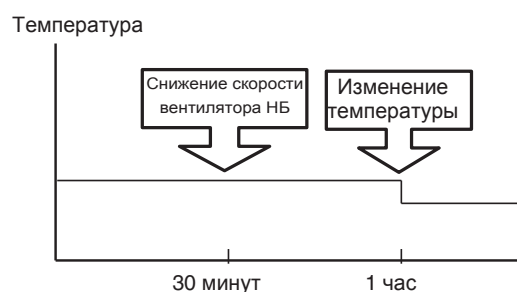 Температура
Снижение скорости
вентилятора НБ
Изменение
температуры
30 минут
1 час